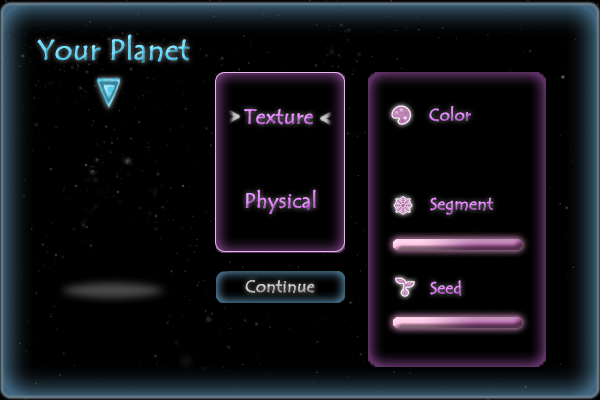 Your Planet
Texture
Physical
Continue
Color
Segment
Seed